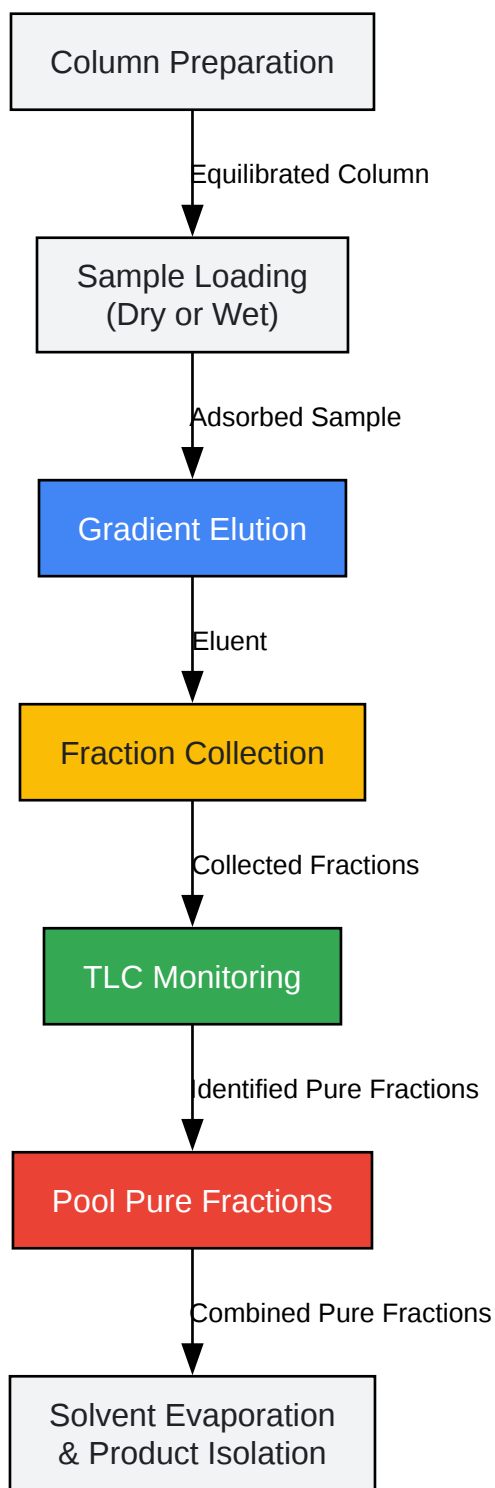 Column Preparation
Equilibrated Column
Sample Loading
(Dry or Wet)
Adsorbed Sample
Gradient Elution
Eluent
Fraction Collection
Collected Fractions
TLC Monitoring
Identified Pure Fractions
Pool Pure Fractions
Combined Pure Fractions
Solvent Evaporation
& Product Isolation